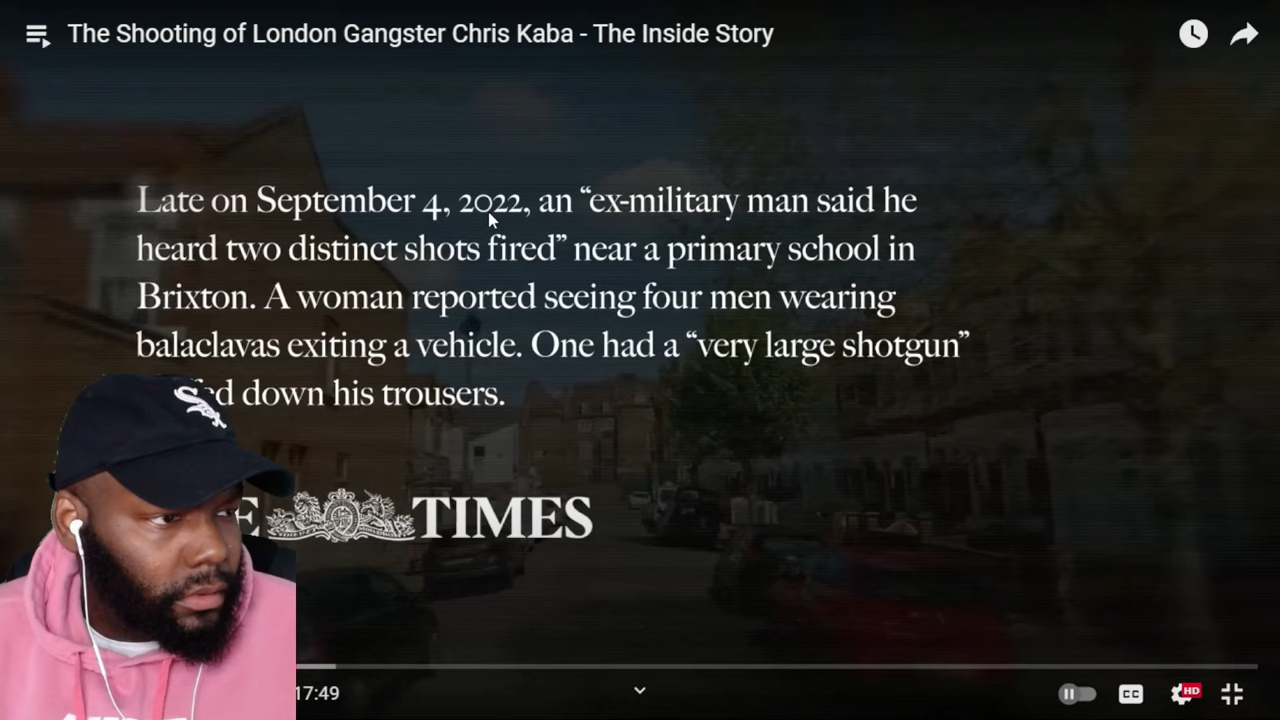 The Shooting of London Gangster Chris Kaba - The Inside Story
Late on September 4, 2022, an “ex-military man said he
heard two distinct shots fired” near a primary school in
Brixton. A woman reported seeing four men wearing
balaclavas exiting a vehicle. One had a “very large shotgun”
down his trousers.
TIMES
17:49
CC
HD